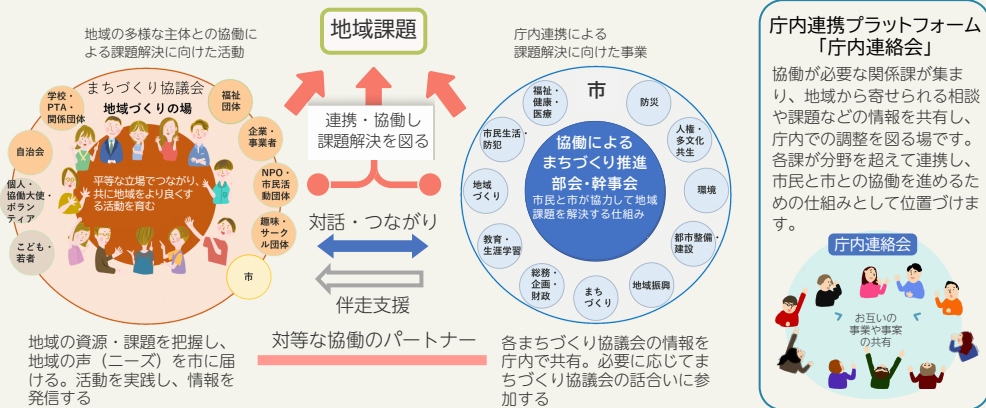 地域の多様な主体との協働に
よる課題解決に向けた活動
地域課題
庁内連携による
課題解決に向けた事業
まちづくり協議会
地域づくりの場
学校・
PTA・
関係団体
福祉
団体
自治会
企業・
事業者
個人・
協働大使・
ボラン
ティア
NPO・
市民活
動団体
こども・
若者
趣味・
サーク
ル団体
市
平等な立場でつながり、
共に地域をより良くす
る活動を育む
連携・協働し
課題解決を図る
対話・つながり
伴走支援
対等な協働のパートナー
市
福祉・
健康・
医療
防災
市民生活・
防犯
人権・
多文化
共生
地域
づくり
環境
教育・
生涯学習
都市整備・
建設
総務・
企画・
財政
まち
づくり
地域振興
協働による
まちづくり推進
部会・幹事会
市民と市が協力して地域
課題を解決する仕組み
地域の資源・課題を把握し、
地域の声（ニーズ）を市に届
ける。活動を実践し、情報を
発信する
各まちづくり協議会の情報を
庁内で共有。必要に応じてま
ちづくり協議会の話合いに参
加する
庁内連携プラットフォーム
「庁内連絡会」
協働が必要な関係課が集ま
り、地域から寄せられる相談
や課題などの情報を共有し、
庁内での調整を図る場です。
各課が分野を超えて連携し、
市民と市との協働を進めるた
めの仕組みとして位置づけま
す。
庁内連絡会
お互いの
事業や事案
の共有